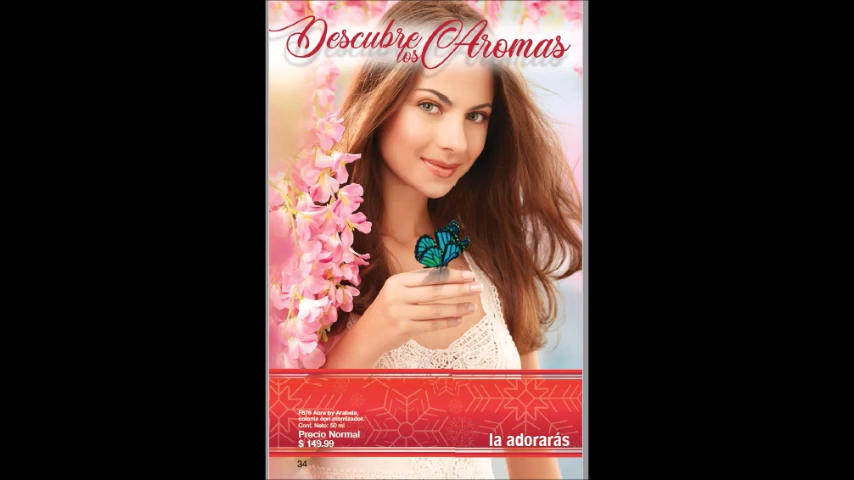 Descubre
los Aromas
F676 Aura by Arabela,
colonia con atomizador.
Cont. Neto: 50 ml
Precio Normal
$ 149.99
la adorarás
34